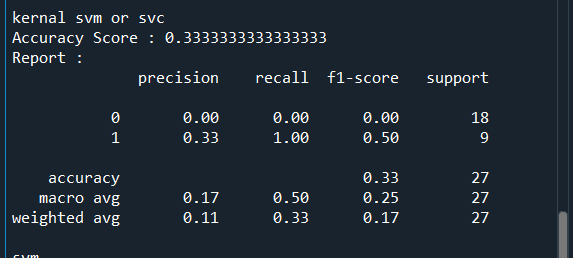 kernal svm or svc
Accuracy Score : 0.3333333333333333
Report :
precision recall f1-score support
0 0.00 0.00 0.00 18
1 0.33 1.00 0.50 9
accuracy 0.33 27
macro avg 0.17 0.50 0.25 27
weighted avg 0.11 0.33 0.17 27
svm